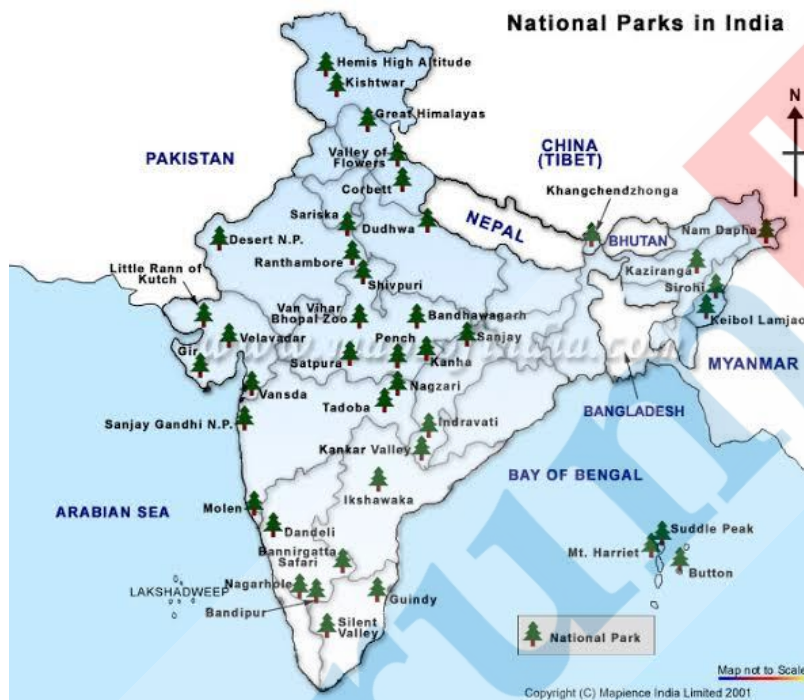 National Parks in India
Hemis High Altitude
Kishtwar
Great Himalayas
N
PAKISTAN
Valley of
Flowers
CHINA
(TIBET)
Corbett
Khangchendzonga
Sariska
Dudhwa
NEPAL
BHUTAN
Nam Dapha
Desert N.P.
Ranthambore
Kaziranga
Little Rann of
Kutch
Shivpuri
Sirohi
Van Vihar
Bhopal Zoo
Bandhawagarh
Keibol Lamjao
Velavadar
Pench
Sanjay
Gir
Satpura
Kanha
MYANMAR
Vansda
Nagzari
Tadoba
BANGLADESH
Sanjay Gandhi N.P.
Indravati
Kankar Valley
BAY OF BENGAL
Ikshawaka
ARABIAN SEA
Molen
Dandeli
Suddle Peak
Bannirgatta
Safari
Mt. Harriet
Button
Nagarhole
LAKSHADWEEP
Bandipur
Guindy
Silent
Valley
National Park
Map not to Scale
Copyright (C) Mapience India Limited 2001